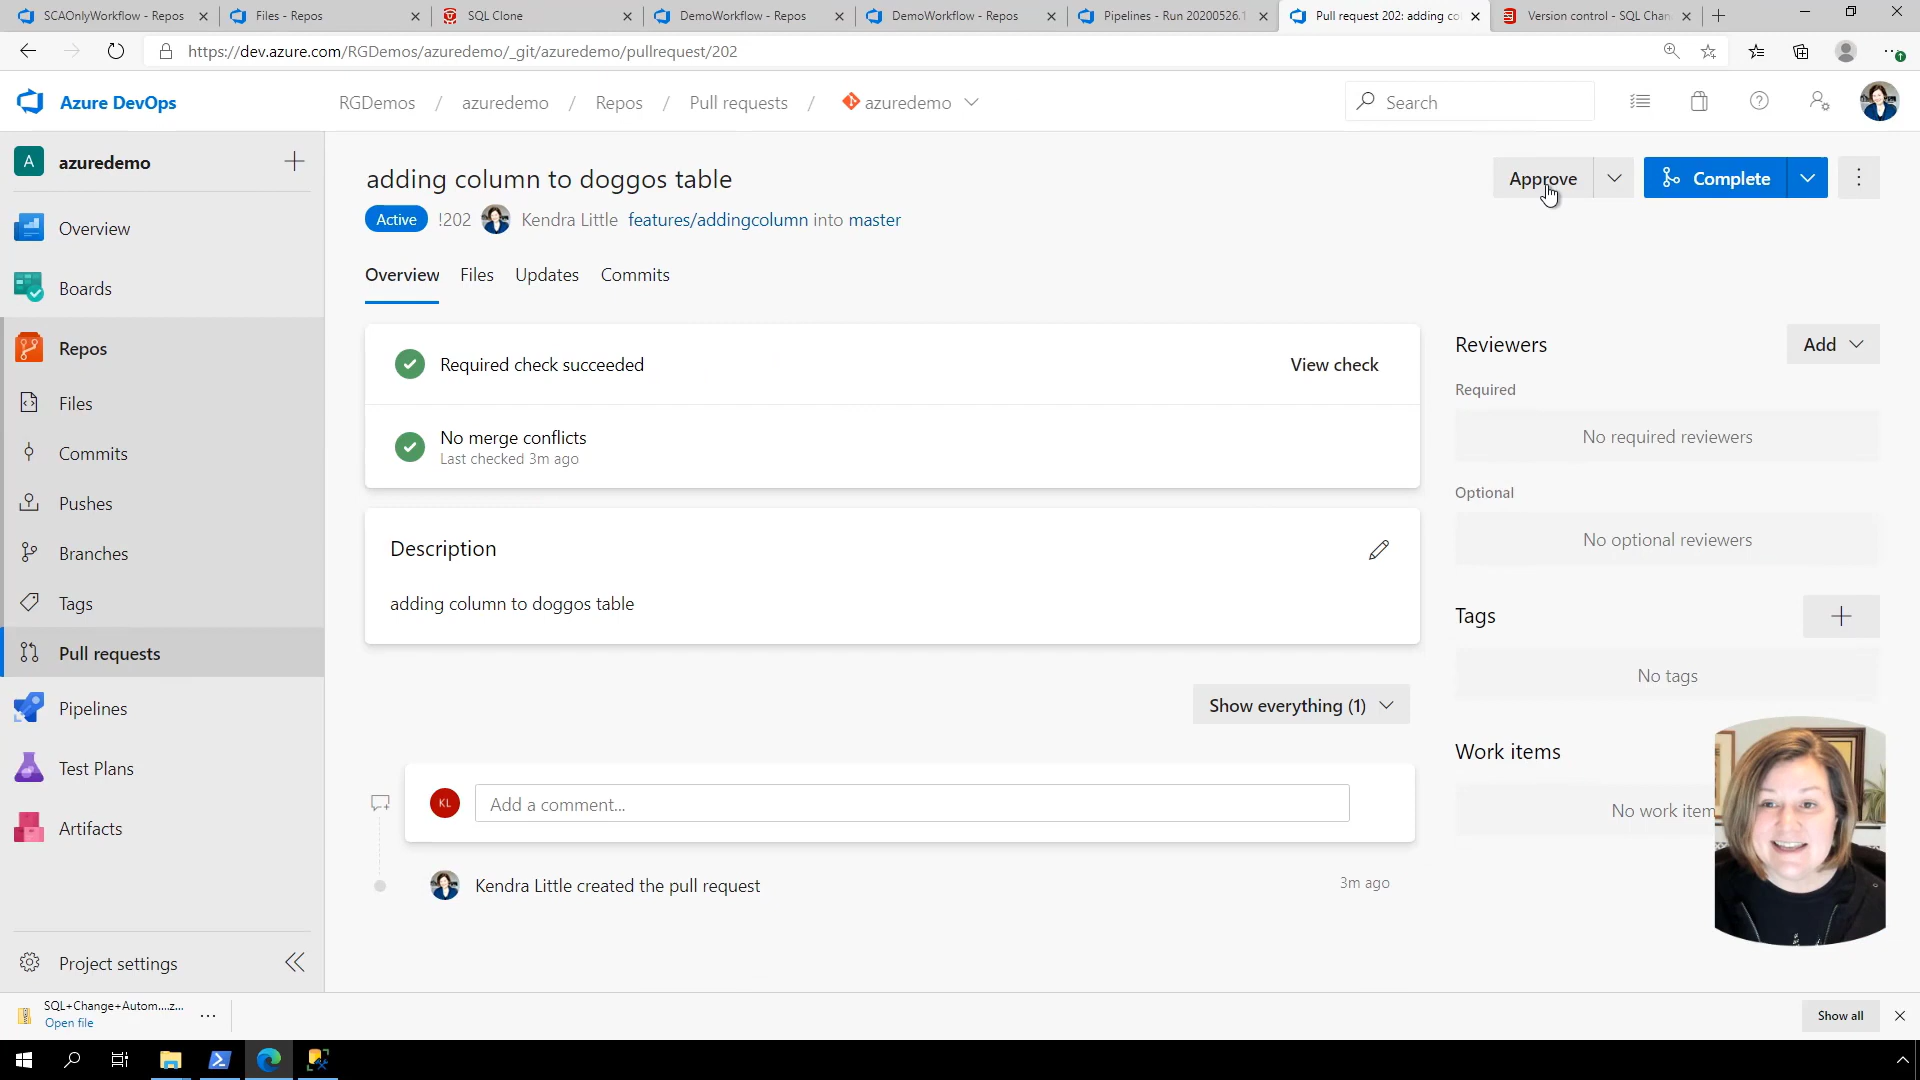 SCAOnlyWorkflow - Repos
Files - Repos
SQL Clone
DemoWorkflow - Repos
DemoWorkflow - Repos
Pipelines - Run 20200526.1
Pull request 202: adding co
Version control - SQL Chan
https://dev.azure.com/RGDemos/azuredemo/_git/azuredemo/pullrequest/202
Azure DevOps
RGDemos / azuredemo / Repos / Pull requests / azuredemo
Search
A azuredemo
Overview
Boards
Repos
Files
Commits
Pushes
Branches
Tags
Pull requests
Pipelines
Test Plans
Artifacts
Project settings
adding column to doggos table
Approve
Complete
Active !202 Kendra Little features/addingcolumn into master
Overview Files Updates Commits
Required check succeeded
View check
No merge conflicts
Last checked 3m ago
Description
adding column to doggos table
Show everything (1)
KL
Add a comment...
Kendra Little created the pull request
3m ago
Reviewers
Add
Required
No required reviewers
Optional
No optional reviewers
Tags
No tags
Work items
No work item
SQL+Change+Autom....z...
Open file
Show all